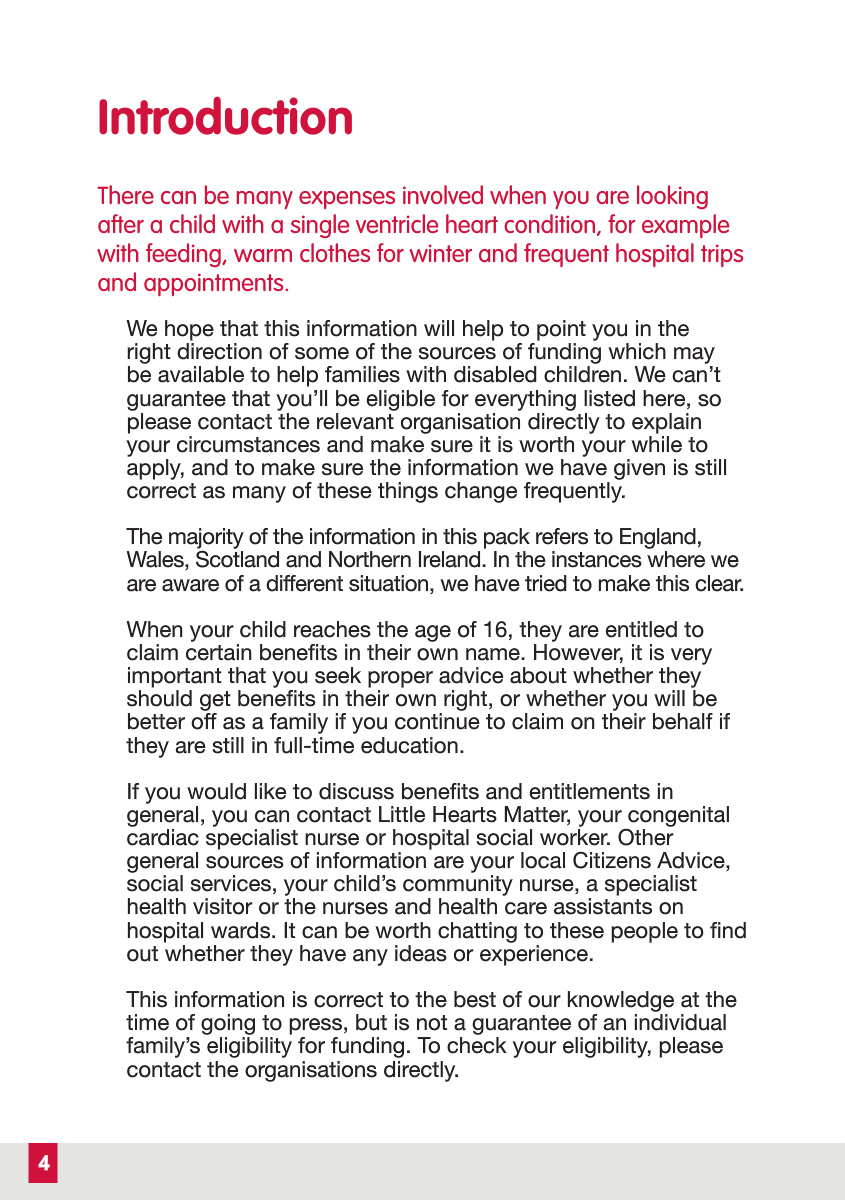 Introduction
There can be many expenses involved when you are looking
after a child with a single ventricle heart condition, for example
with feeding, warm clothes for winter and frequent hospital trips
and appointments.
We hope that this information will help to point you in the
right direction of some of the sources of funding which may
be available to help families with disabled children. We can’t
guarantee that you’ll be eligible for everything listed here, so
please contact the relevant organisation directly to explain
your circumstances and make sure it is worth your while to
apply, and to make sure the information we have given is still
correct as many of these things change frequently.
The majority of the information in this pack refers to England,
Wales, Scotland and Northern Ireland. In the instances where we
are aware of a different situation, we have tried to make this clear.
When your child reaches the age of 16, they are entitled to
claim certain benefits in their own name. However, it is very
important that you seek proper advice about whether they
should get benefits in their own right, or whether you will be
better off as a family if you continue to claim on their behalf if
they are still in full-time education.
If you would like to discuss benefits and entitlements in
general, you can contact Little Hearts Matter, your congenital
cardiac specialist nurse or hospital social worker. Other
general sources of information are your local Citizens Advice,
social services, your child’s community nurse, a specialist
health visitor or the nurses and health care assistants on
hospital wards. It can be worth chatting to these people to find
out whether they have any ideas or experience.
This information is correct to the best of our knowledge at the
time of going to press, but is not a guarantee of an individual
family’s eligibility for funding. To check your eligibility, please
contact the organisations directly.
4